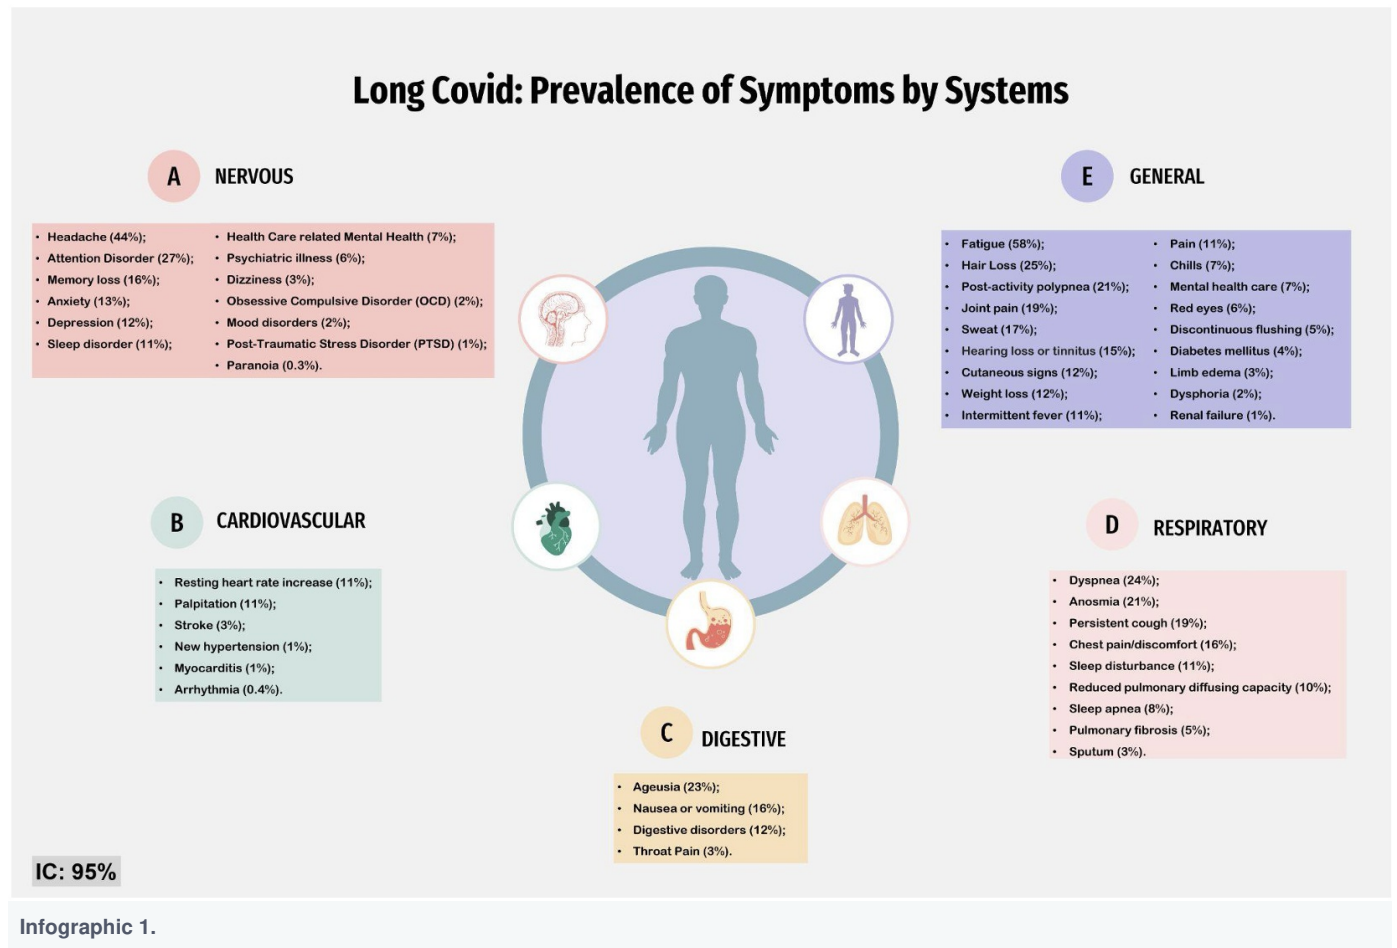 Long Covid: Prevalence of Symptoms by Systems
A NERVOUS
• Headache (44%);
• Attention Disorder (27%);
• Memory loss (16%);
• Anxiety (13%);
• Depression (12%);
• Sleep disorder (11%);
• Health Care related Mental Health (7%);
• Psychiatric illness (6%);
• Dizziness (3%);
• Obsessive Compulsive Disorder (OCD) (2%);
• Mood disorders (2%);
• Post-Traumatic Stress Disorder (PTSD) (1%);
• Paranoia (0.3%).
E GENERAL
• Fatigue (58%);
• Hair Loss (25%);
• Post-activity polypnea (21%);
• Joint pain (19%);
• Sweat (17%);
• Hearing loss or tinnitus (15%);
• Cutaneous signs (12%);
• Weight loss (12%);
• Intermittent fever (11%);
• Pain (11%);
• Chills (7%);
• Mental health care (7%);
• Red eyes (6%);
• Discontinuous flushing (5%);
• Diabetes mellitus (4%);
• Limb edema (3%);
• Dysphoria (2%);
• Renal failure (1%).
B CARDIOVASCULAR
• Resting heart rate increase (11%);
• Palpitation (11%);
• Stroke (3%);
• New hypertension (1%);
• Myocarditis (1%);
• Arrhythmia (0.4%).
D RESPIRATORY
• Dyspnea (24%);
• Anosmia (21%);
• Persistent cough (19%);
• Chest pain/discomfort (16%);
• Sleep disturbance (11%);
• Reduced pulmonary diffusing capacity (10%);
• Sleep apnea (8%);
• Pulmonary fibrosis (5%);
• Sputum (3%).
C DIGESTIVE
• Ageusia (23%);
• Nausea or vomiting (16%);
• Digestive disorders (12%);
• Throat Pain (3%).
IC: 95%
Infographic 1.